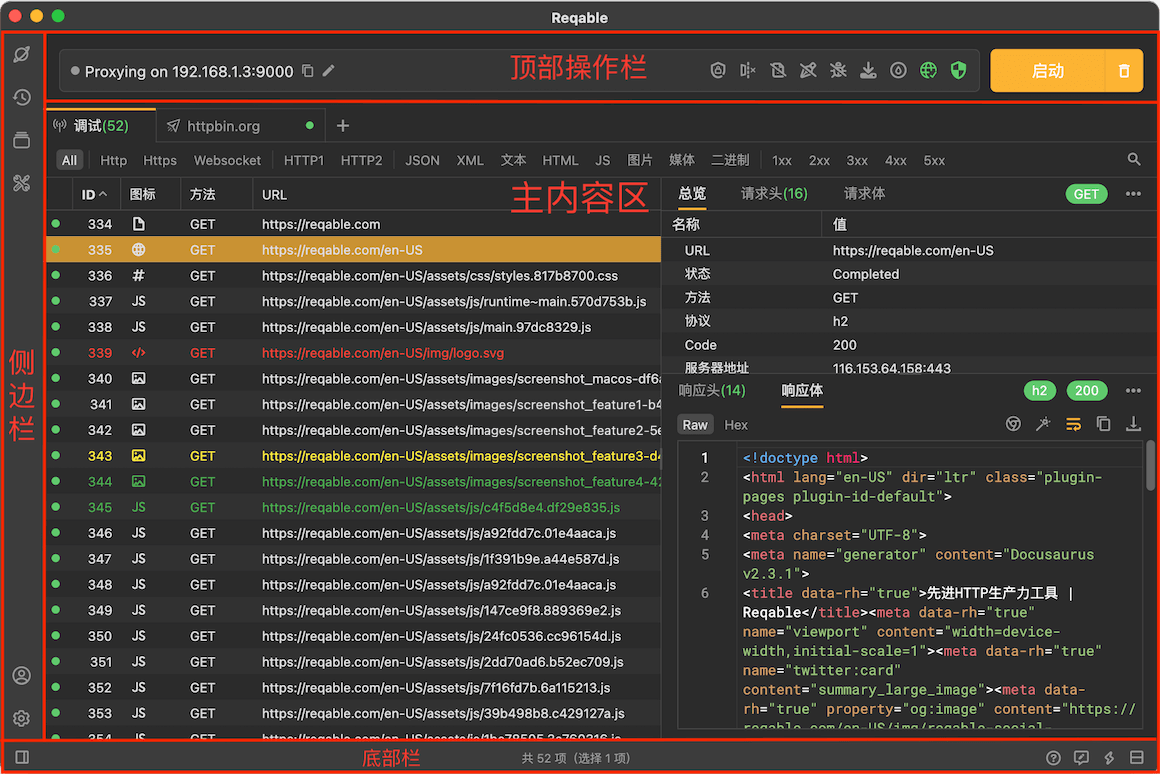 Reqable
Proxying on 192.168.1.3:9000
顶部操作栏
启动
调试(52)
httpbin.org
All Http Https Websocket HTTP1 HTTP2 JSON XML 文本 HTML JS 图片 媒体 二进制 1xx 2xx 3xx 4xx 5xx
ID 图标 方法 URL
主内容区
334 GET https://reqable.com
335 GET https://reqable.com/en-US
336 # GET https://reqable.com/en-US/assets/css/styles.817b8700.css
337 JS GET https://reqable.com/en-US/assets/js/runtime~main.570d753b.js
338 JS GET https://reqable.com/en-US/assets/js/main.97dc8329.js
339 </> GET https://reqable.com/en-US/img/logo.svg
340 GET https://reqable.com/en-US/assets/images/screenshot_macos-df6a
341 GET https://reqable.com/en-US/assets/images/screenshot_feature1-b4
342 GET https://reqable.com/en-US/assets/images/screenshot_feature2-5e
343 GET https://reqable.com/en-US/assets/images/screenshot_feature3-d4
344 GET https://reqable.com/en-US/assets/images/screenshot_feature4-42
345 JS GET https://reqable.com/en-US/assets/js/c4f5d8e4.df29e835.js
346 JS GET https://reqable.com/en-US/assets/js/a92fdd7c.01e4aaca.js
347 JS GET https://reqable.com/en-US/assets/js/1f391b9e.a44e587d.js
348 JS GET https://reqable.com/en-US/assets/js/a92fdd7c.01e4aaca.js
349 JS GET https://reqable.com/en-US/assets/js/147ce9f8.889369e2.js
350 JS GET https://reqable.com/en-US/assets/js/24fc0536.cc96154d.js
351 JS GET https://reqable.com/en-US/assets/js/2dd70ad6.b52ec709.js
352 JS GET https://reqable.com/en-US/assets/js/7f16fd7b.6a115213.js
353 JS GET https://reqable.com/en-US/assets/js/39b498b8.c429127a.js
侧边栏
总览 请求头(16) 请求体 GET
名称 值
URL https://reqable.com/en-US
状态 Completed
方法 GET
协议 h2
Code 200
服务器地址 116.153.64.158:443
响应头(14) 响应体 h2 200
Raw Hex
1 <!doctype html>
2 <html lang="en-US" dir="ltr" class="plugin-
pages plugin-id-default">
3 <head>
4 <meta charset="UTF-8">
5 <meta name="generator" content="Docusaurus
v2.3.1">
6 <title data-rh="true">先进HTTP生产力工具 |
Reqable</title><meta data-rh="true"
name="viewport" content="width=device-
width,initial-scale=1"><meta data-rh="true"
name="twitter:card"
content="summary_large_image"><meta data-
rh="true" property="og:image" content="https://
底部栏
共 52 项（选择 1 项）